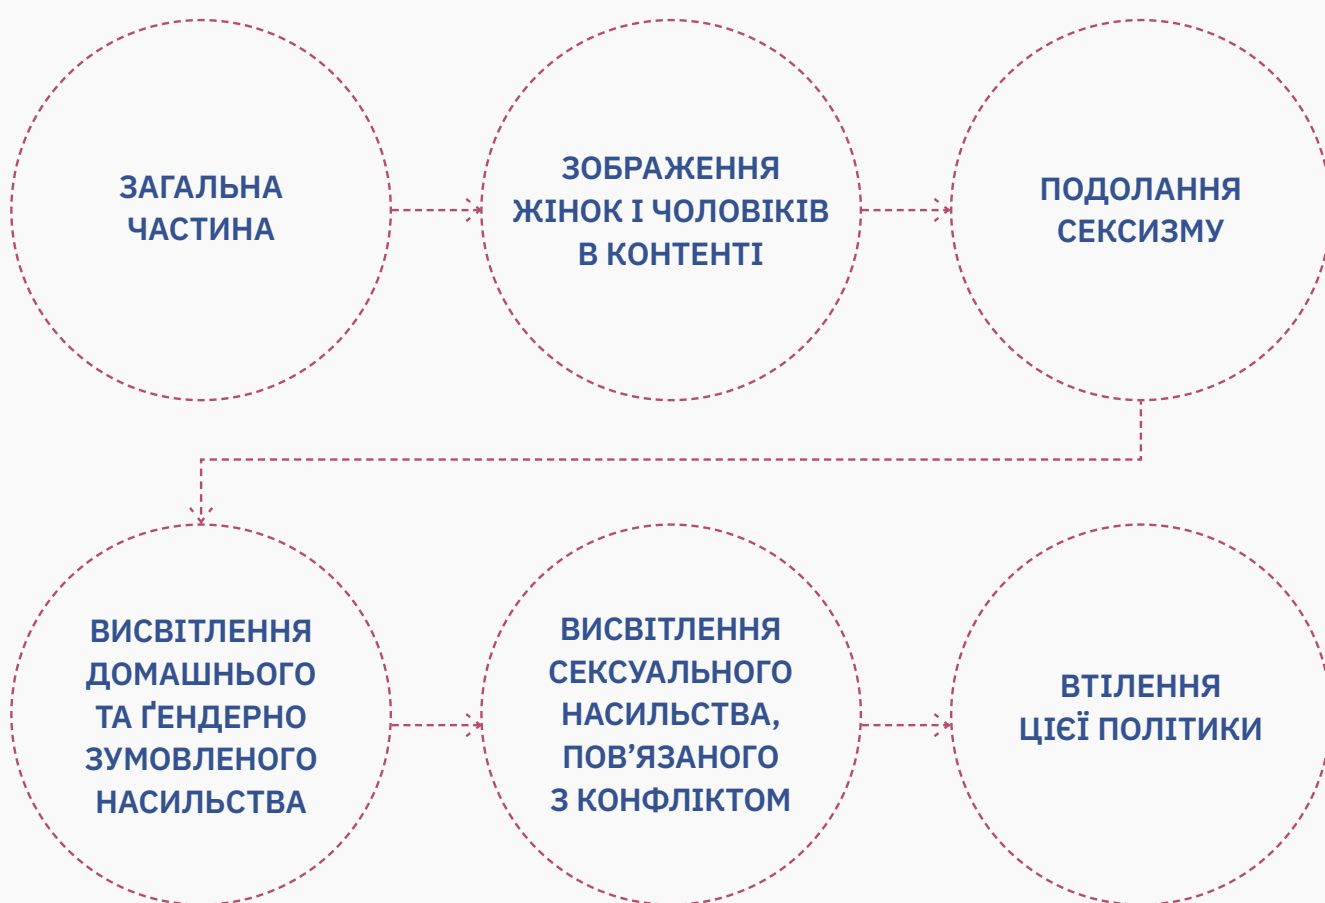 ЗАГАЛЬНА
ЧАСТИНА
ЗОБРАЖЕННЯ
ЖІНОК І ЧОЛОВІКІВ
В КОНТЕНТІ
ПОДОЛАННЯ
СЕКСИЗМУ
ВИСВІТЛЕННЯ
ДОМАШНЬОГО
ТА ҐЕНДЕРНО
ЗУМОВЛЕНОГО
НАСИЛЬСТВА
ВИСВІТЛЕННЯ
СЕКСУАЛЬНОГО
НАСИЛЬСТВА,
ПОВ’ЯЗАНОГО
З КОНФЛІКТОМ
ВТІЛЕННЯ
ЦІЄЇ ПОЛІТИКИ